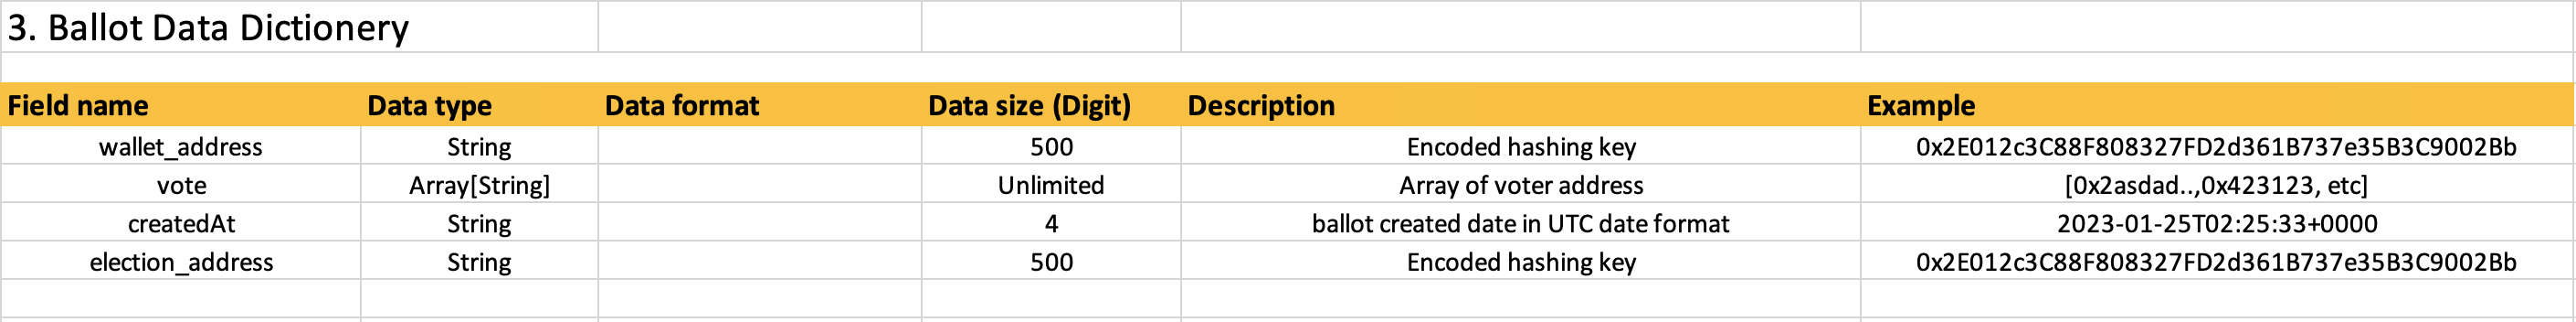 3. Ballot Data Dictionery
Field name Data type Data format Data size (Digit) Description Example
wallet_address String 500 Encoded hashing key 0x2E012c3C88F808327FD2d361B737e35B3C9002Bb
vote Array[String] Unlimited Array of voter address [0x2asdad..,0x423123, etc]
createdAt String 4 ballot created date in UTC date format 2023-01-25T02:25:33+0000
election_address String 500 Encoded hashing key 0x2E012c3C88F808327FD2d361B737e35B3C9002Bb